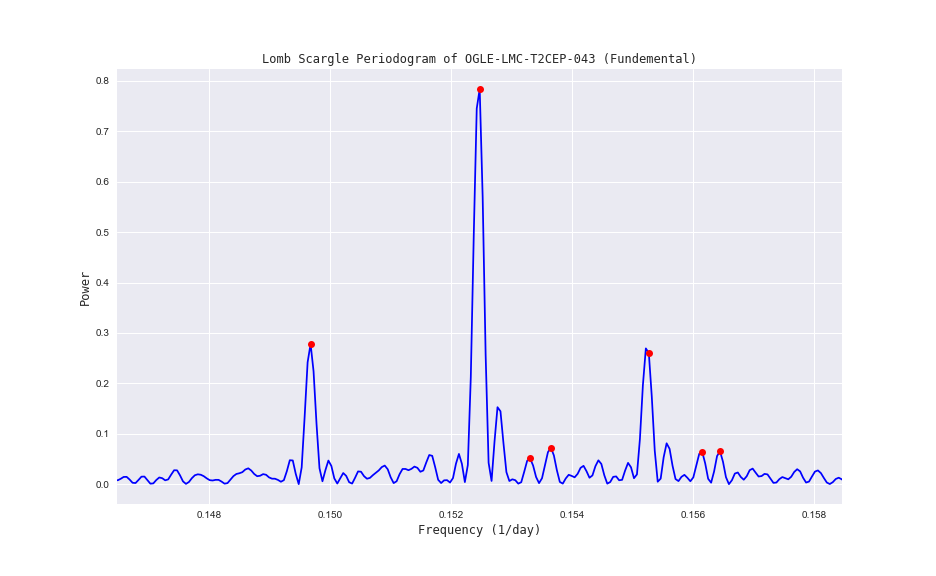 Lomb Scargle Periodogram of OGLE-LMC-T2CEP-043 (Fundemental)
0.8
0.7
0.6
0.5
0.4
0.3
0.2
0.1
0.0
Power
0.148 0.150 0.152 0.154 0.156 0.158
Frequency (1/day)